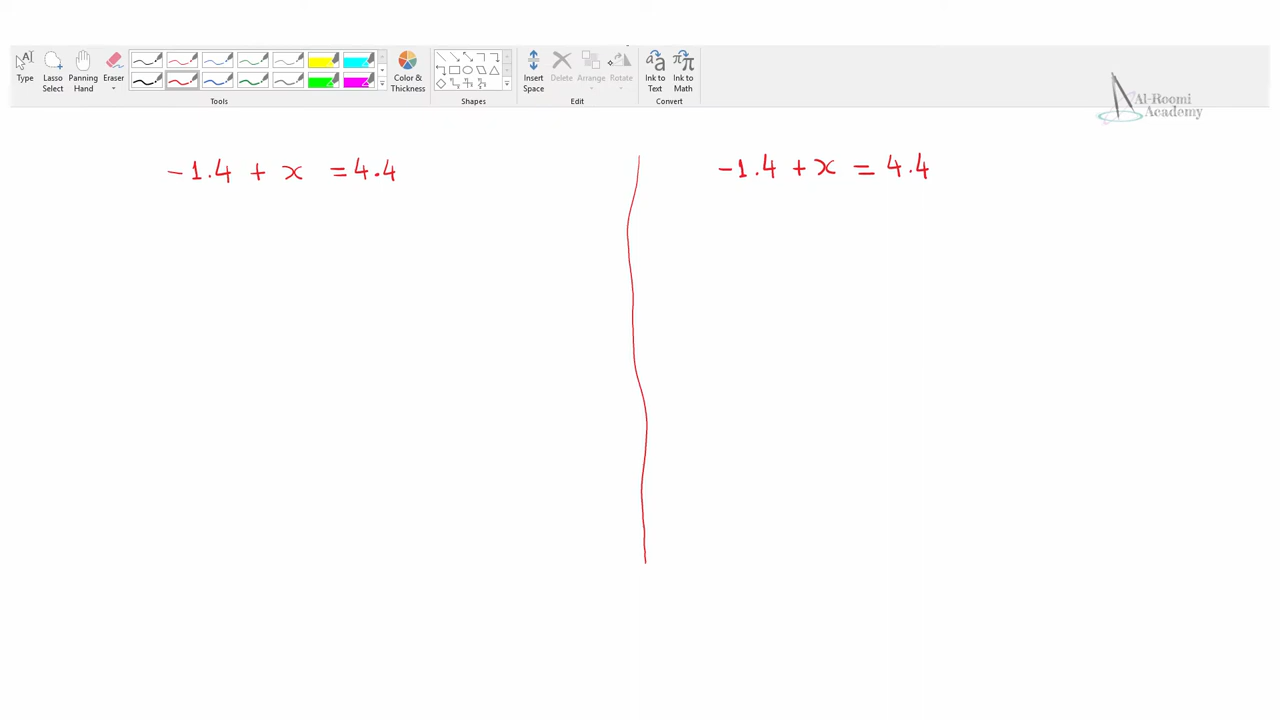 Type
Lasso Select
Panning Hand
Eraser
Tools
Color & Thickness
Shapes
Insert Space
Delete
Arrange
Rotate
Edit
Ink to Text
Ink to Math
Convert
Al-Roomi
Academy
-1.4 + x = 4.4
-1.4 + x = 4.4